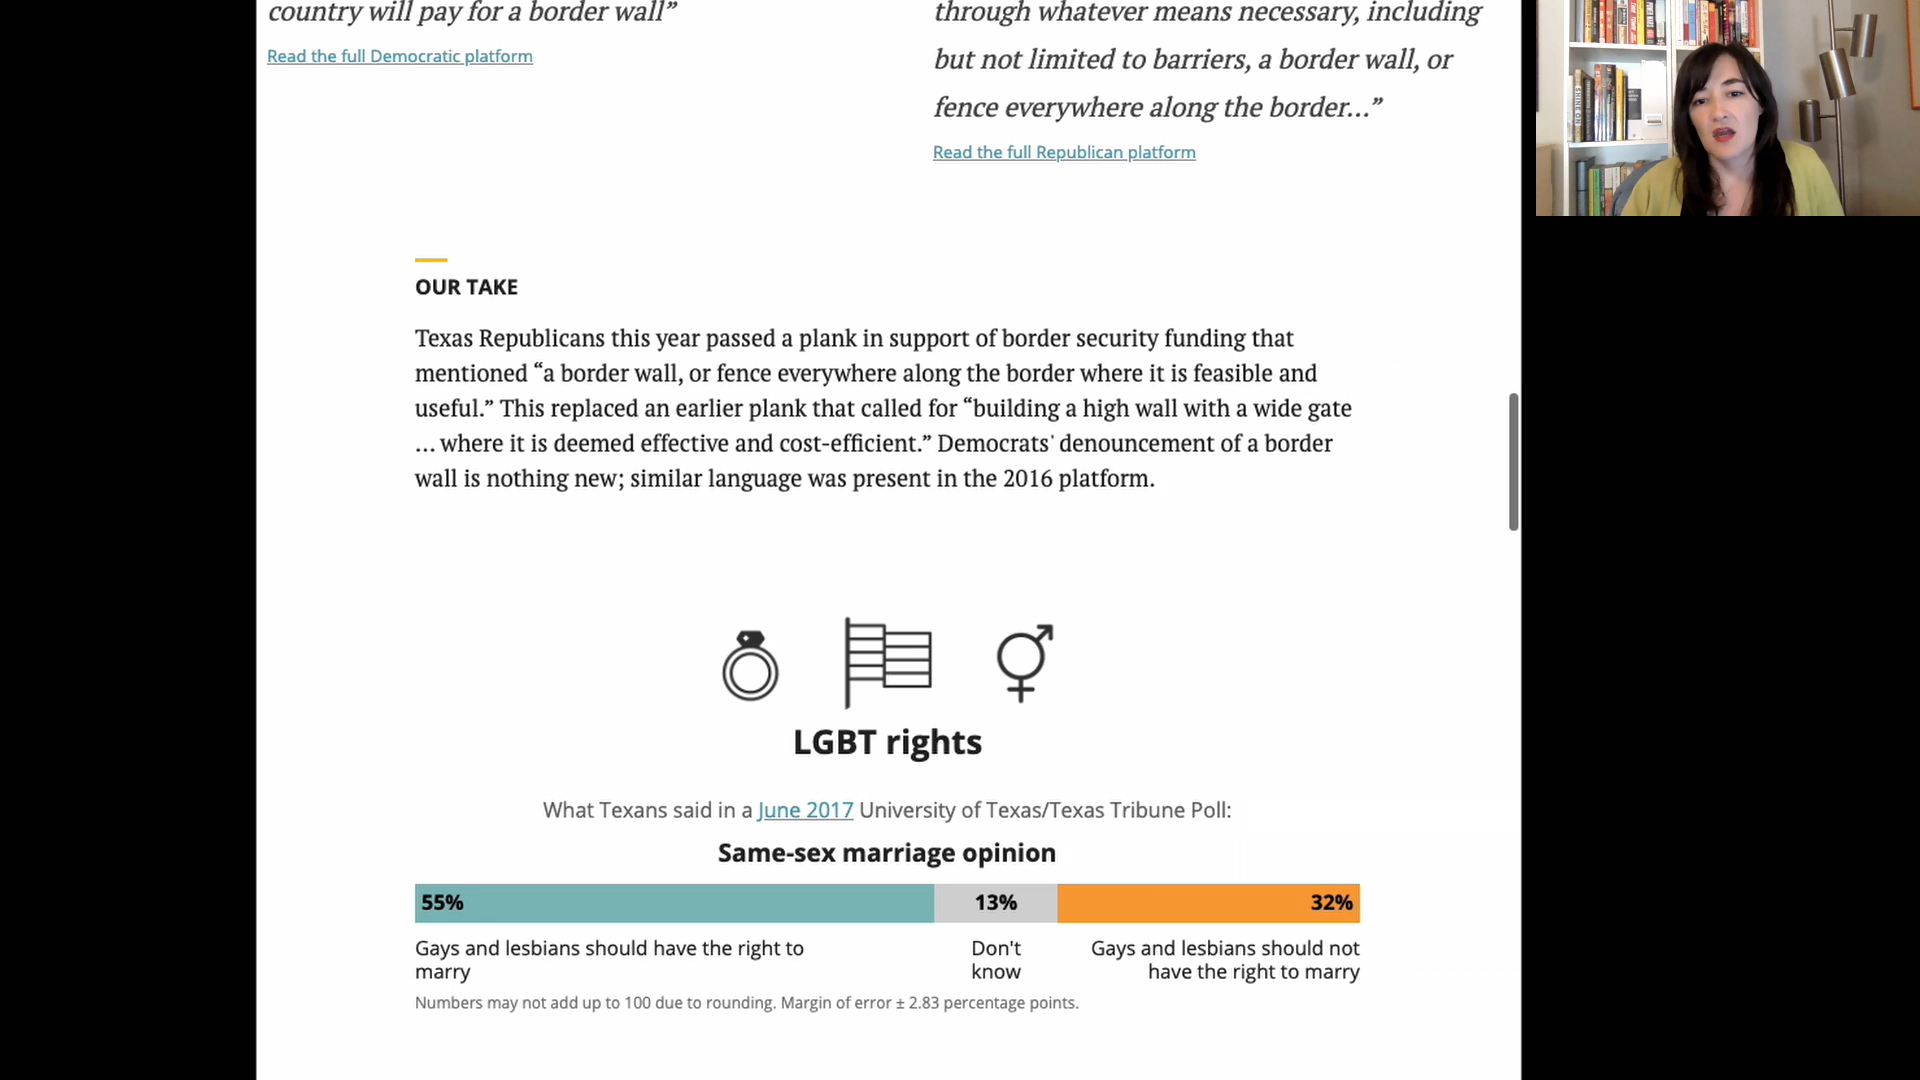 country will pay for a border wall”
Read the full Democratic platform
through whatever means necessary, including
but not limited to barriers, a border wall, or
fence everywhere along the border...”
Read the full Republican platform
OUR TAKE
Texas Republicans this year passed a plank in support of border security funding that
mentioned “a border wall, or fence everywhere along the border where it is feasible and
useful.” This replaced an earlier plank that called for “building a high wall with a wide gate
… where it is deemed effective and cost-efficient.” Democrats' denouncement of a border
wall is nothing new; similar language was present in the 2016 platform.
LGBT rights
What Texans said in a June 2017 University of Texas/Texas Tribune Poll:
Same-sex marriage opinion
55% 13% 32%
Gays and lesbians should have the right to
marry
Don't
know
Gays and lesbians should not
have the right to marry
Numbers may not add up to 100 due to rounding. Margin of error ± 2.83 percentage points.